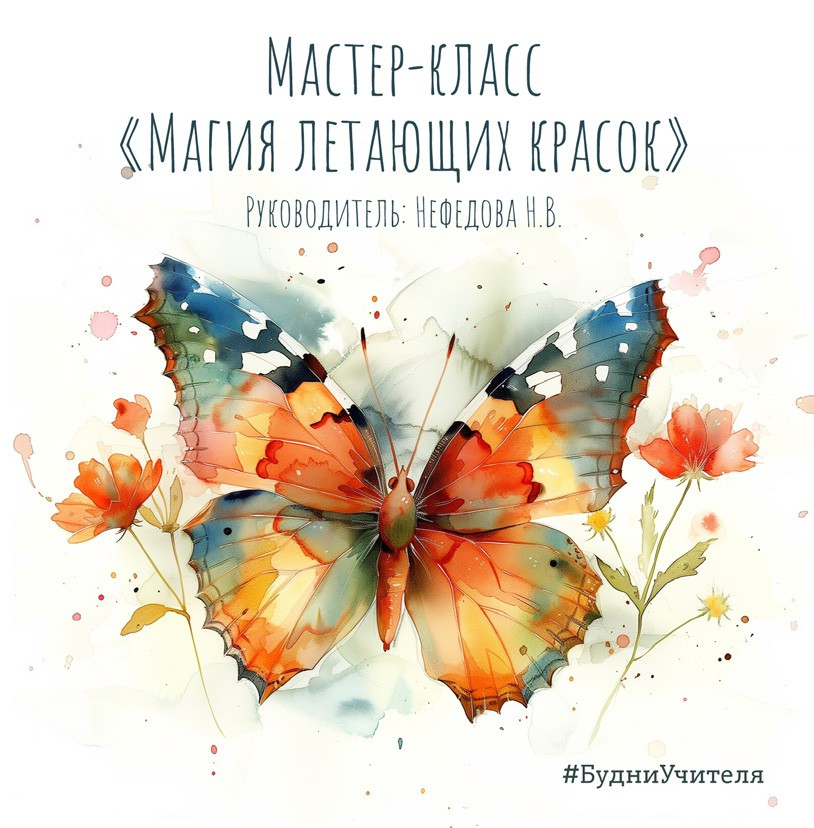 Мастер-класс
«Магия летающих красок»
Руководитель: Нефедова Н.В.
#БудниУчителя